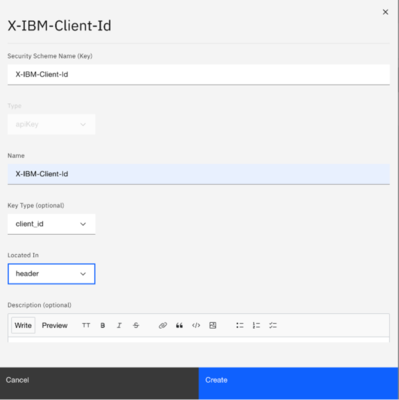 X-IBM-Client-Id
Security Scheme Name (Key)
X-IBM-Client-Id
Type
apiKey
Name
X-IBM-Client-Id
Key Type (optional)
client_id
Located In
header
Description (optional)
Write Preview TT B I S
Cancel Create